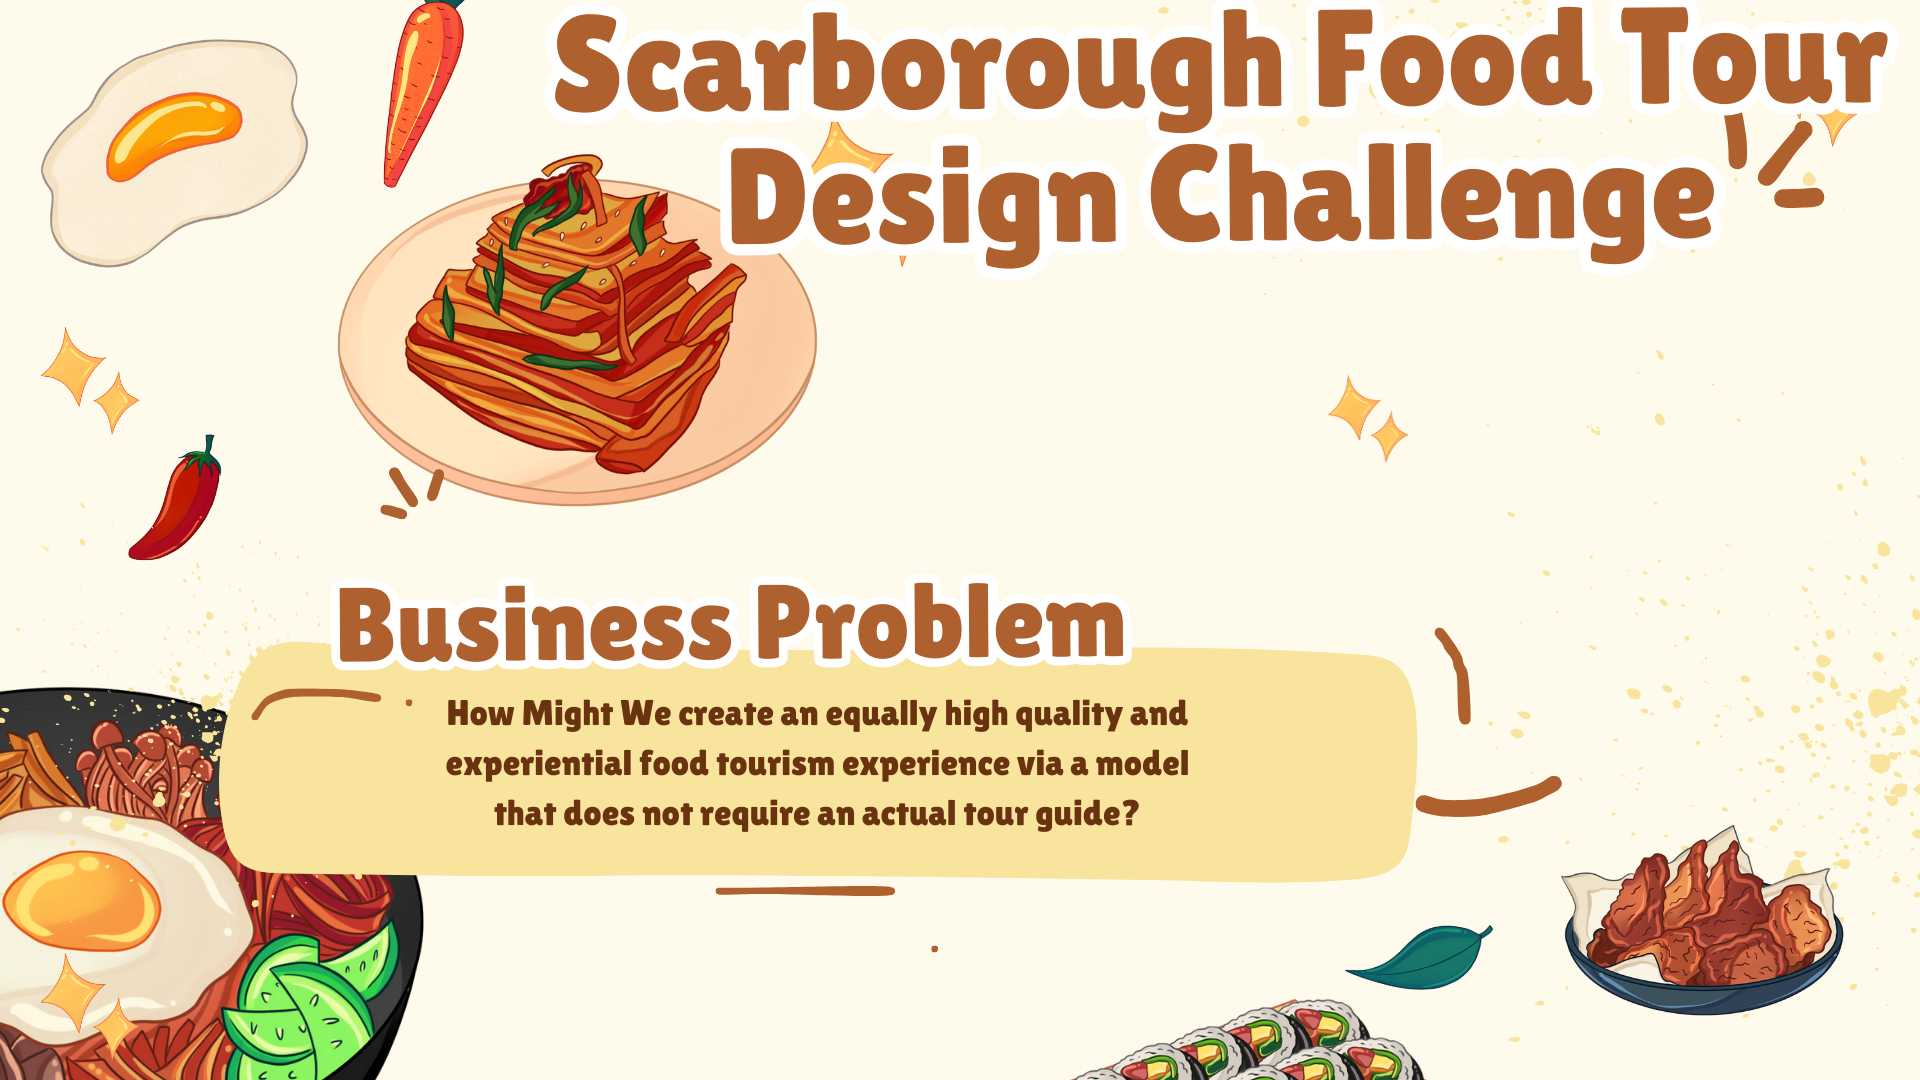 Scarborough Food Tour
Design Challenge
Business Problem
How Might We create an equally high quality and
experiential food tourism experience via a model
that does not require an actual tour guide?